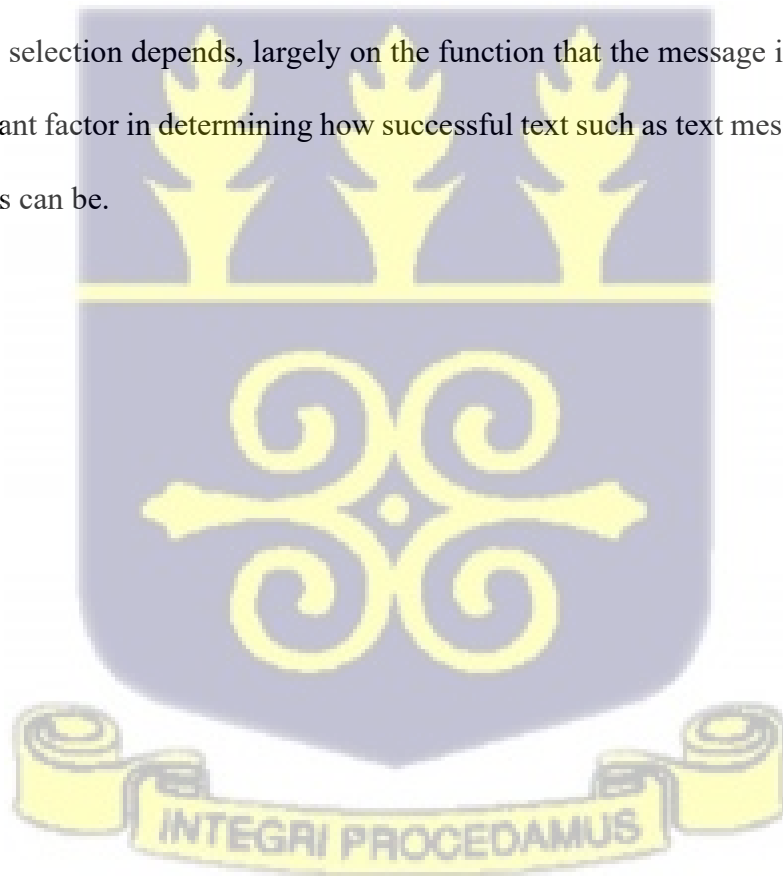 selection depends, largely on the function that the message i
ant factor in determining how successful text such as text mes
s can be.
INTEGRI PROCEDAMUS